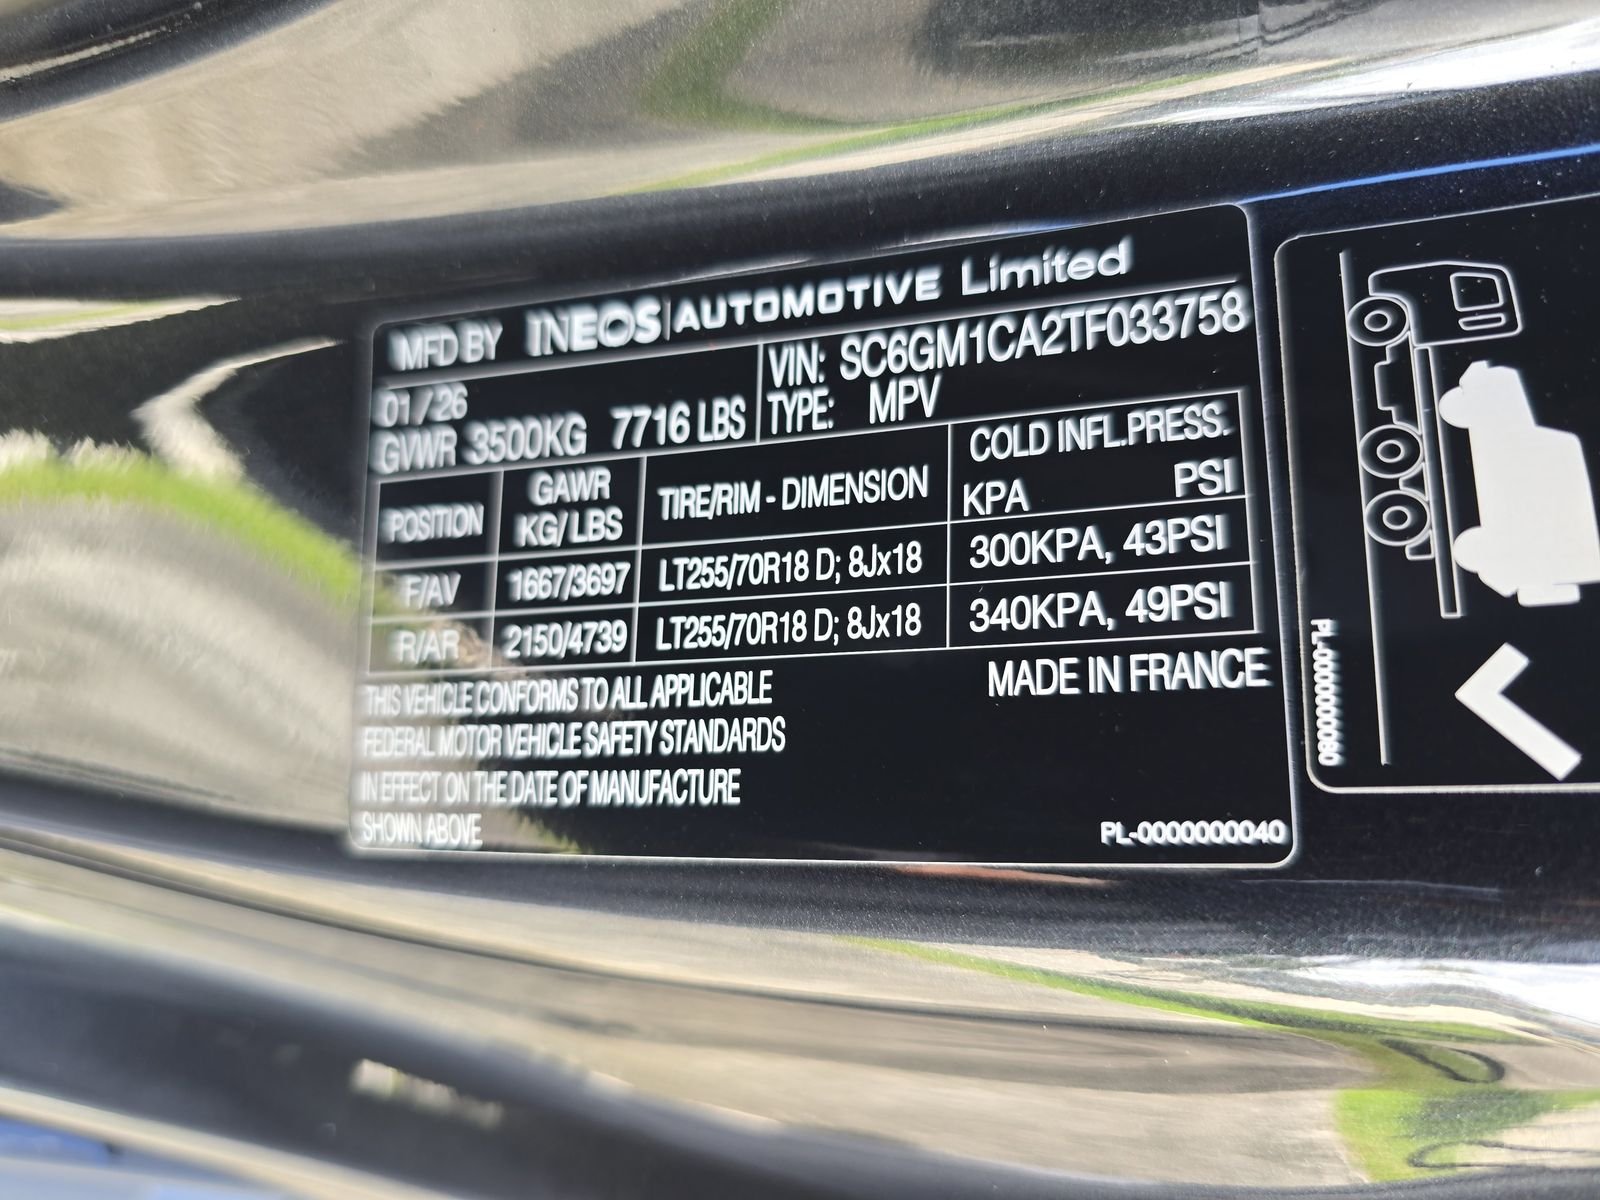 MFD BY INEOS AUTOMOTIVE Limited
01/26
GVWR 3500KG 7716 LBS
VIN: SC6GM1CA2TF033758
TYPE: MPV
POSITION GAWR KG/LBS TIRE/RIM - DIMENSION COLD INFL.PRESS. KPA PSI
F/AV 1667/3697 LT255/70R18 D; 8Jx18 300KPA, 43PSI
R/AR 2150/4739 LT255/70R18 D; 8Jx18 340KPA, 49PSI
THIS VEHICLE CONFORMS TO ALL APPLICABLE
FEDERAL MOTOR VEHICLE SAFETY STANDARDS
IN EFFECT ON THE DATE OF MANUFACTURE
SHOWN ABOVE
MADE IN FRANCE
PL-0000000040
PL-0000000080